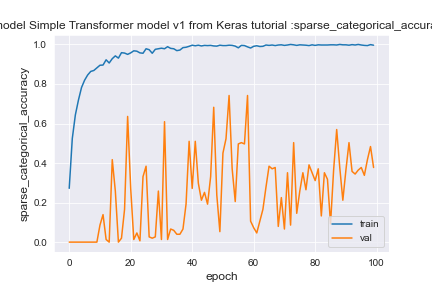 model Simple Transformer model v1 from Keras tutorial :sparse_categorical_accura
sparse_categorical_accuracy
1.0
0.8
0.6
0.4
0.2
0.0
0 20 40 60 80 100
epoch
train
val